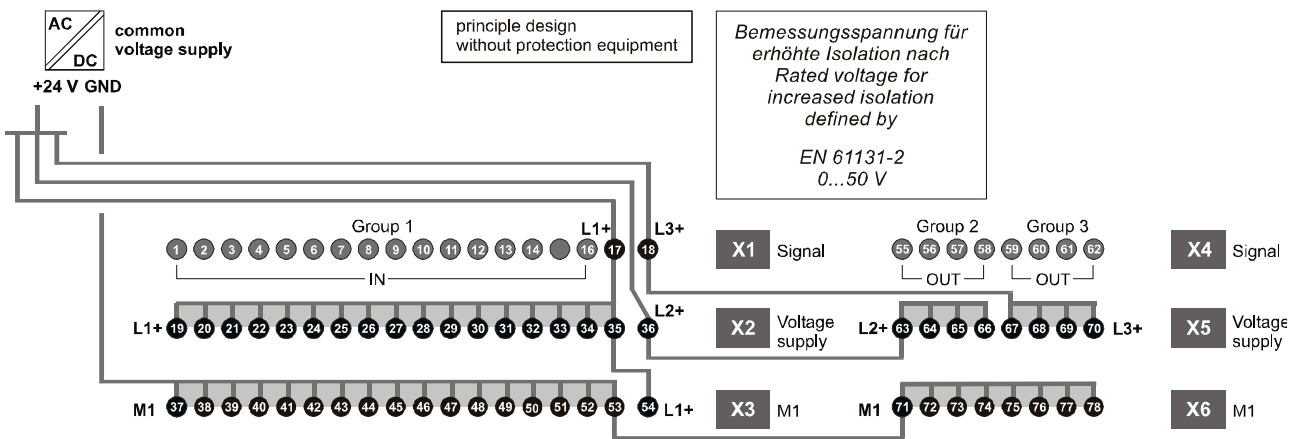 AC
DC
common
voltage supply
+24 V GND
principle design
without protection equipment
Bemessungsspannung für
erhöhte Isolation nach
Rated voltage for
increased isolation
defined by
EN 61131-2
0...50 V
Group 1
L1+
L3+
1 2 3 4 5 6 7 8 9 10 11 12 13 14 16 17 18
IN
X1 Signal
Group 2
Group 3
55 56 57 58 59 60 61 62
OUT
OUT
X4 Signal
L2+
L1+ 19 20 21 22 23 24 25 26 27 28 29 30 31 32 33 34 35 36
X2 Voltage
supply
L2+ 63 64 65 66 67 68 69 70 L3+
X5 Voltage
supply
M1 37 38 39 40 41 42 43 44 45 46 47 48 49 50 51 52 53 54 L1+
X3 M1
M1 71 72 73 74 75 76 77 78
X6 M1